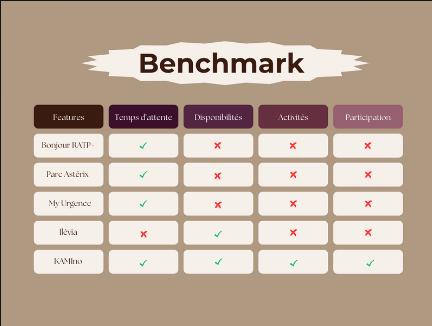 Benchmark
Features Temps d'attente Disponibilités Activités Participation
Bonjour RATP ✓ ✗ ✗ ✗
Parc Astérix ✓ ✗ ✗ ✗
My Urgence ✓ ✗ ✗ ✗
Ilévia ✗ ✓ ✗ ✗
KAMIno ✓ ✓ ✓ ✓